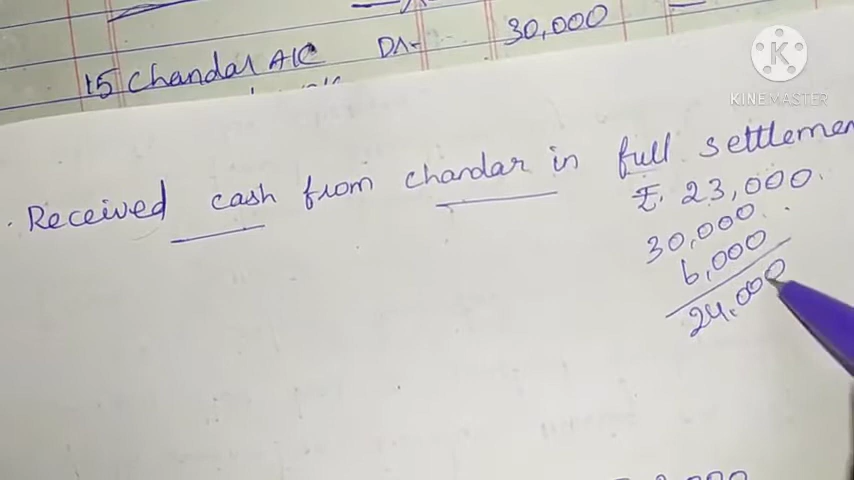 30,000
15 Chandar A/C Dr
KINEMASTER
Received cash from chandar in full settlemen
₹. 23,000.
30,000
6,000
24,000